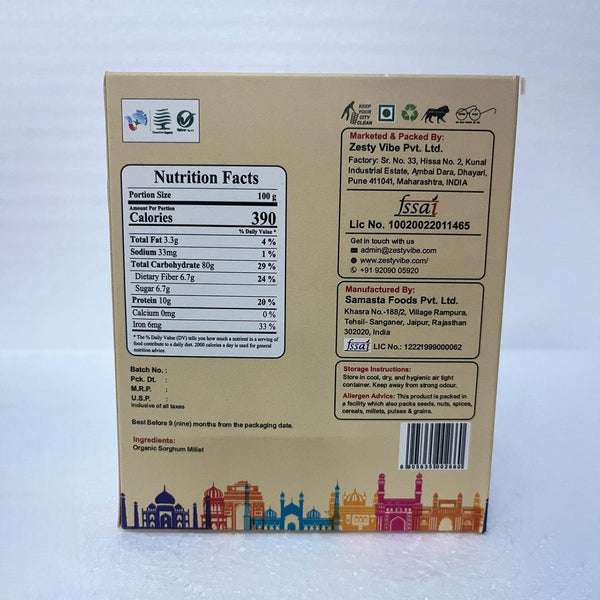 Nutrition Facts
Portion Size 100 g
Amount Per Portion
Calories 390
% Daily Value *
Total Fat 3.3g 4 %
Sodium 33mg 1 %
Total Carbohydrate 80g 29 %
Dietary Fiber 6.7g 24 %
Sugar 6.7g
Protein 10g 20 %
Calcium 0mg 0 %
Iron 6mg 33 %
* The % Daily Value (DV) tells you how much a nutrient in a serving of
food contribute to a daily diet. 2000 calories a day is used for general
nutrition advice.
Batch No. :
Pck. Dt. :
M.R.P. :
U.S.P. :
inclusive of all taxes
Best Before 9 (nine) months from the packaging date.
Ingredients:
Organic Sorghum Millet
KEEP
YOUR
CITY
CLEAN
Marketed & Packed By:
Zesty Vibe Pvt. Ltd.
Factory: Sr. No. 33, Hissa No. 2, Kunal
Industrial Estate, Ambai Dara, Dhayari,
Pune 411041, Maharashtra, INDIA
fssai
Lic No. 10020022011465
Get in touch with us
admin@zestyvibe.com
www.zestyvibe.com/
+91 92090 05920
Manufactured By:
Samasta Foods Pvt. Ltd.
Khasra No.-188/2, Village Rampura,
Tehsil- Sanganer, Jaipur, Rajasthan
302020, India
fssai LIC No.: 12221999000062
Storage Instructions:
Store in cool, dry, and hygienic air tight
container. Keep away from strong odour.
Allergen Advice: This product is packed in
a facility which also packs seeds, nuts, spices,
cereals, millets, pulses & grains.